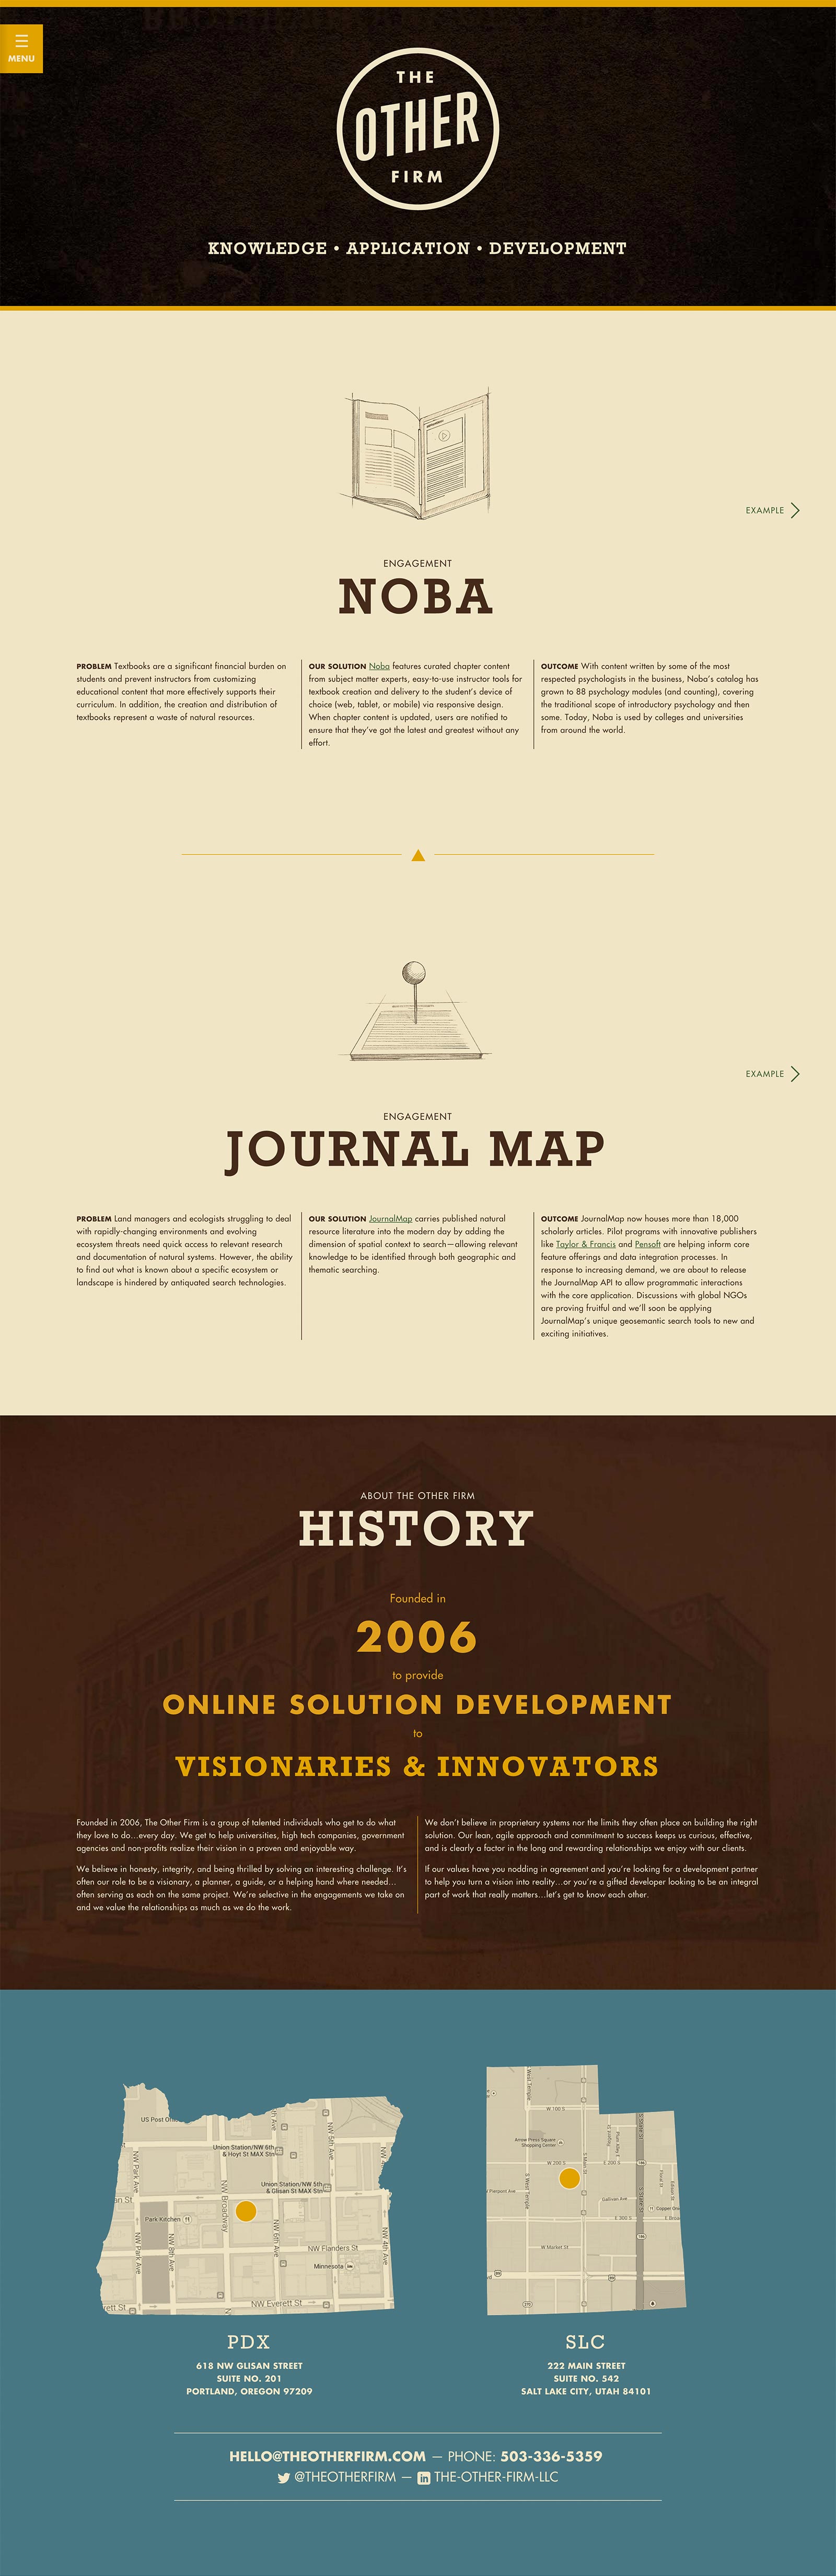 MENU
THE
OTHER
FIRM
KNOWLEDGE • APPLICATION • DEVELOPMENT
EXAMPLE
ENGAGEMENT
NOBA
PROBLEM Textbooks are a significant financial burden on
students and prevent instructors from customizing
educational content that more effectively supports their
curriculum. In addition, the creation and distribution of
textbooks represent a waste of natural resources.
OUR SOLUTION Noba features curated chapter content
from subject matter experts, easy-to-use instructor tools for
textbook creation and delivery to the student's device of
choice (web, tablet, or mobile) via responsive design.
When chapter content is updated, users are notified to
ensure that they've got the latest and greatest without any
effort.
OUTCOME With content written by some of the most
respected psychologists in the business, Noba's catalog has
grown to 88 psychology modules (and counting), covering
the traditional scope of introductory psychology and then
some. Today, Noba is used by colleges and universities
from around the world.
EXAMPLE
ENGAGEMENT
JOURNAL MAP
PROBLEM Land managers and ecologists struggling to deal
with rapidly-changing environments and evolving
ecosystem threats need quick access to relevant research
and documentation of natural systems. However, the ability
to find out what is known about a specific ecosystem or
landscape is hindered by antiquated search technologies.
OUR SOLUTION JournalMap carries published natural
resource literature into the modern day by adding the
dimension of spatial context to search—allowing relevant
knowledge to be identified through both geographic and
thematic searching.
OUTCOME JournalMap now houses more than 18,000
scholarly articles. Pilot programs with innovative publishers
like Taylor & Francis and Pensoft are helping inform core
feature offerings and data integration processes. In
response to increasing demand, we are about to release
the JournalMap API to allow programmatic interactions
with the core application. Discussions with global NGOs
are proving fruitful and we'll soon be applying
JournalMap's unique geosemantic search tools to new and
exciting initiatives.
ABOUT THE OTHER FIRM
HISTORY
Founded in
2006
to provide
ONLINE SOLUTION DEVELOPMENT
to
VISIONARIES & INNOVATORS
Founded in 2006, The Other Firm is a group of talented individuals who get to do what
they love to do...every day. We get to help universities, high tech companies, government
agencies and non-profits realize their vision in a proven and enjoyable way.
We believe in honesty, integrity, and being thrilled by solving an interesting challenge. It's
often our role to be a visionary, a planner, a guide, or a helping hand where needed...
often serving as each on the same project. We're selective in the engagements we take on
and we value the relationships as much as we do the work.
We don't believe in proprietary systems nor the limits they often place on building the right
solution. Our lean, agile approach and commitment to success keeps us curious, effective,
and is clearly a factor in the long and rewarding relationships we enjoy with our clients.
If our values have you nodding in agreement and you're looking for a development partner
to help you turn a vision into reality...or you're a gifted developer looking to be an integral
part of work that really matters...let's get to know each other.
US Post
Union Station/NW 6th
& Hoyt St MAX Stn
Union Station/NW 5th
& Glisan St MAX Stn
NW Park Ave
NW Broadway
NW 5th Ave
Park Kitchen
NW Park Ave
NW 8th Ave
NW 6th Ave
NW 4th Ave
NW Flanders St
Minnesota
NW Everett St
West Temple
W 100 S
Arrow Press Square
Shopping Center
W 200 S
E 200 S
S Main St
S West Temple
S State St
Gallivan Ave
E 300 S
W Market St
PDX
618 NW GLISAN STREET
SUITE NO. 201
PORTLAND, OREGON 97209
SLC
222 MAIN STREET
SUITE NO. 542
SALT LAKE CITY, UTAH 84101
HELLO@THEOTHERFIRM.COM — PHONE: 503-336-5359
@THEOTHERFIRM — in THE-OTHER-FIRM-LLC